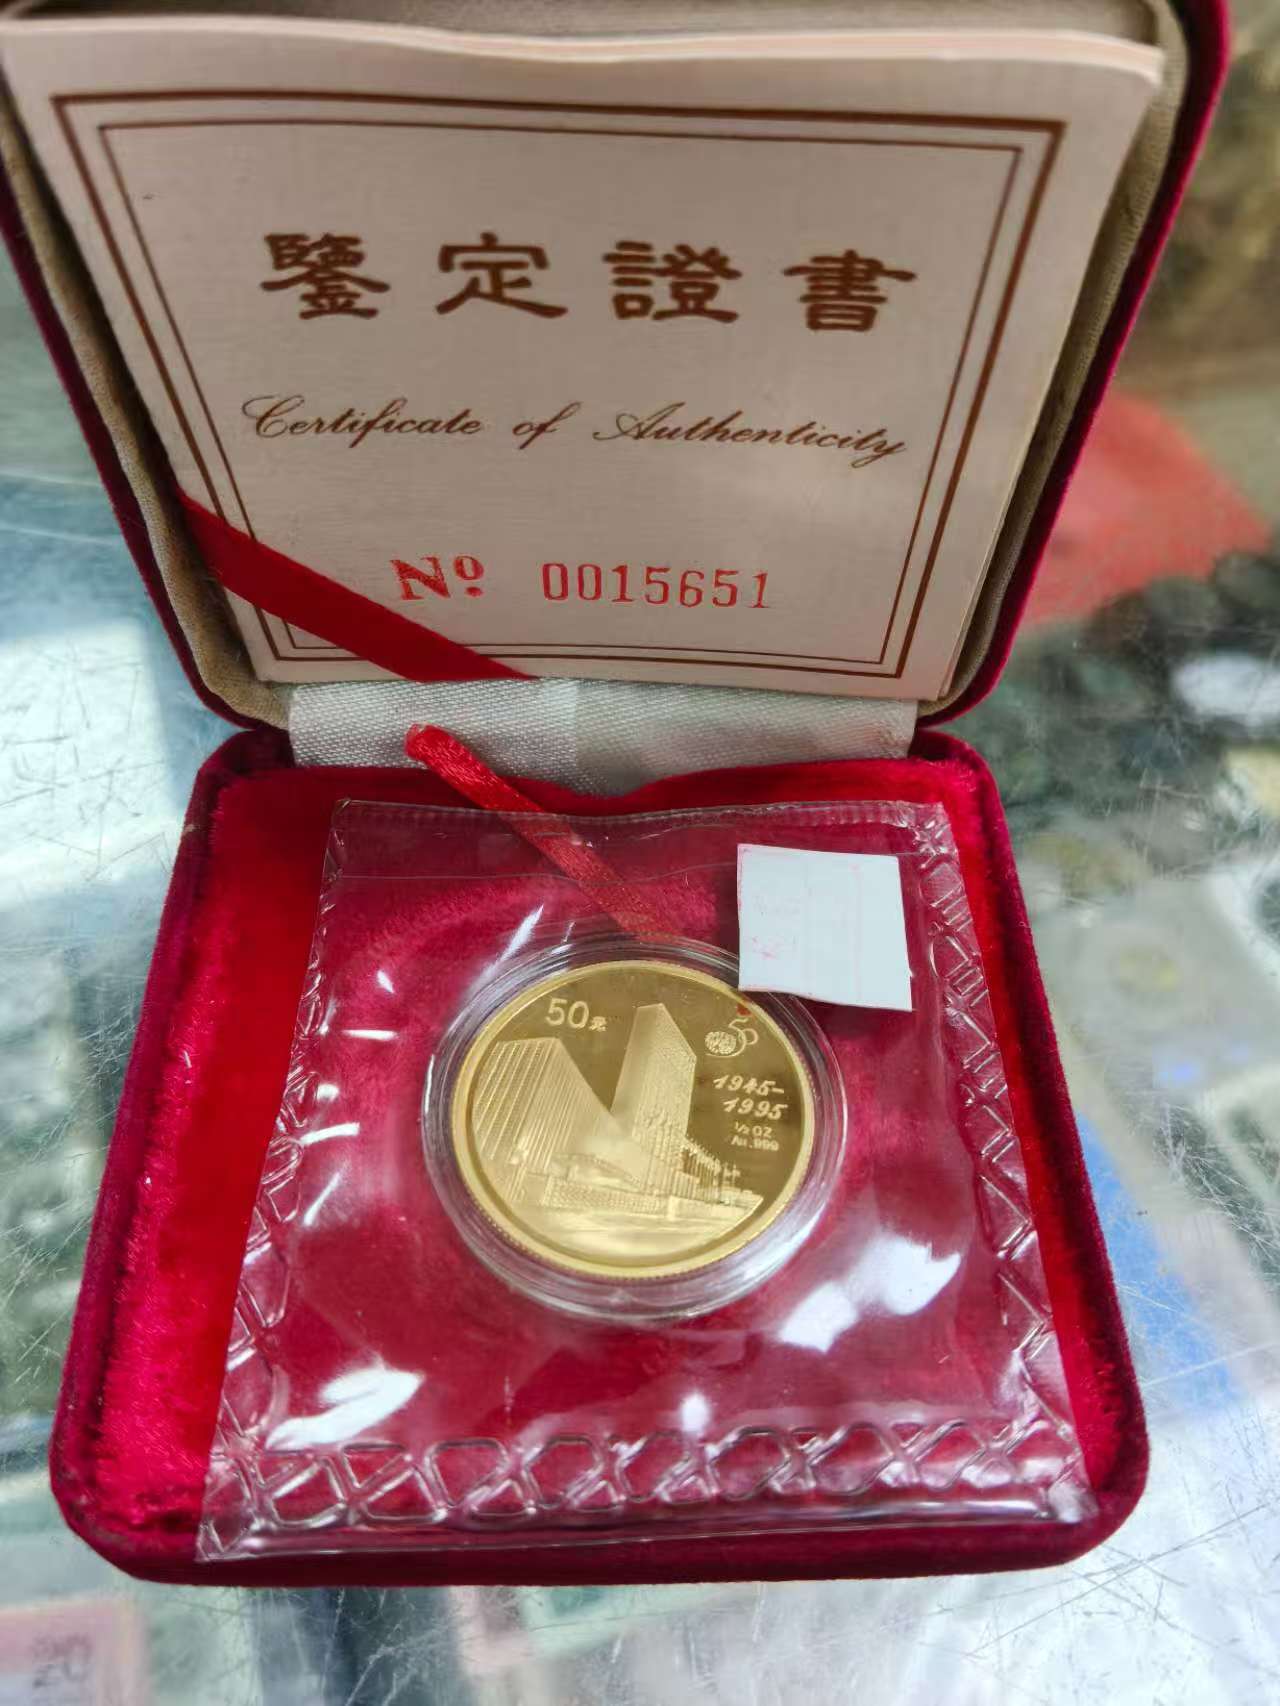 鑒定證書
Certificate of Authenticity
Nº 0015651
50元
50
1945-
1995
1/2 OZ
Au .999